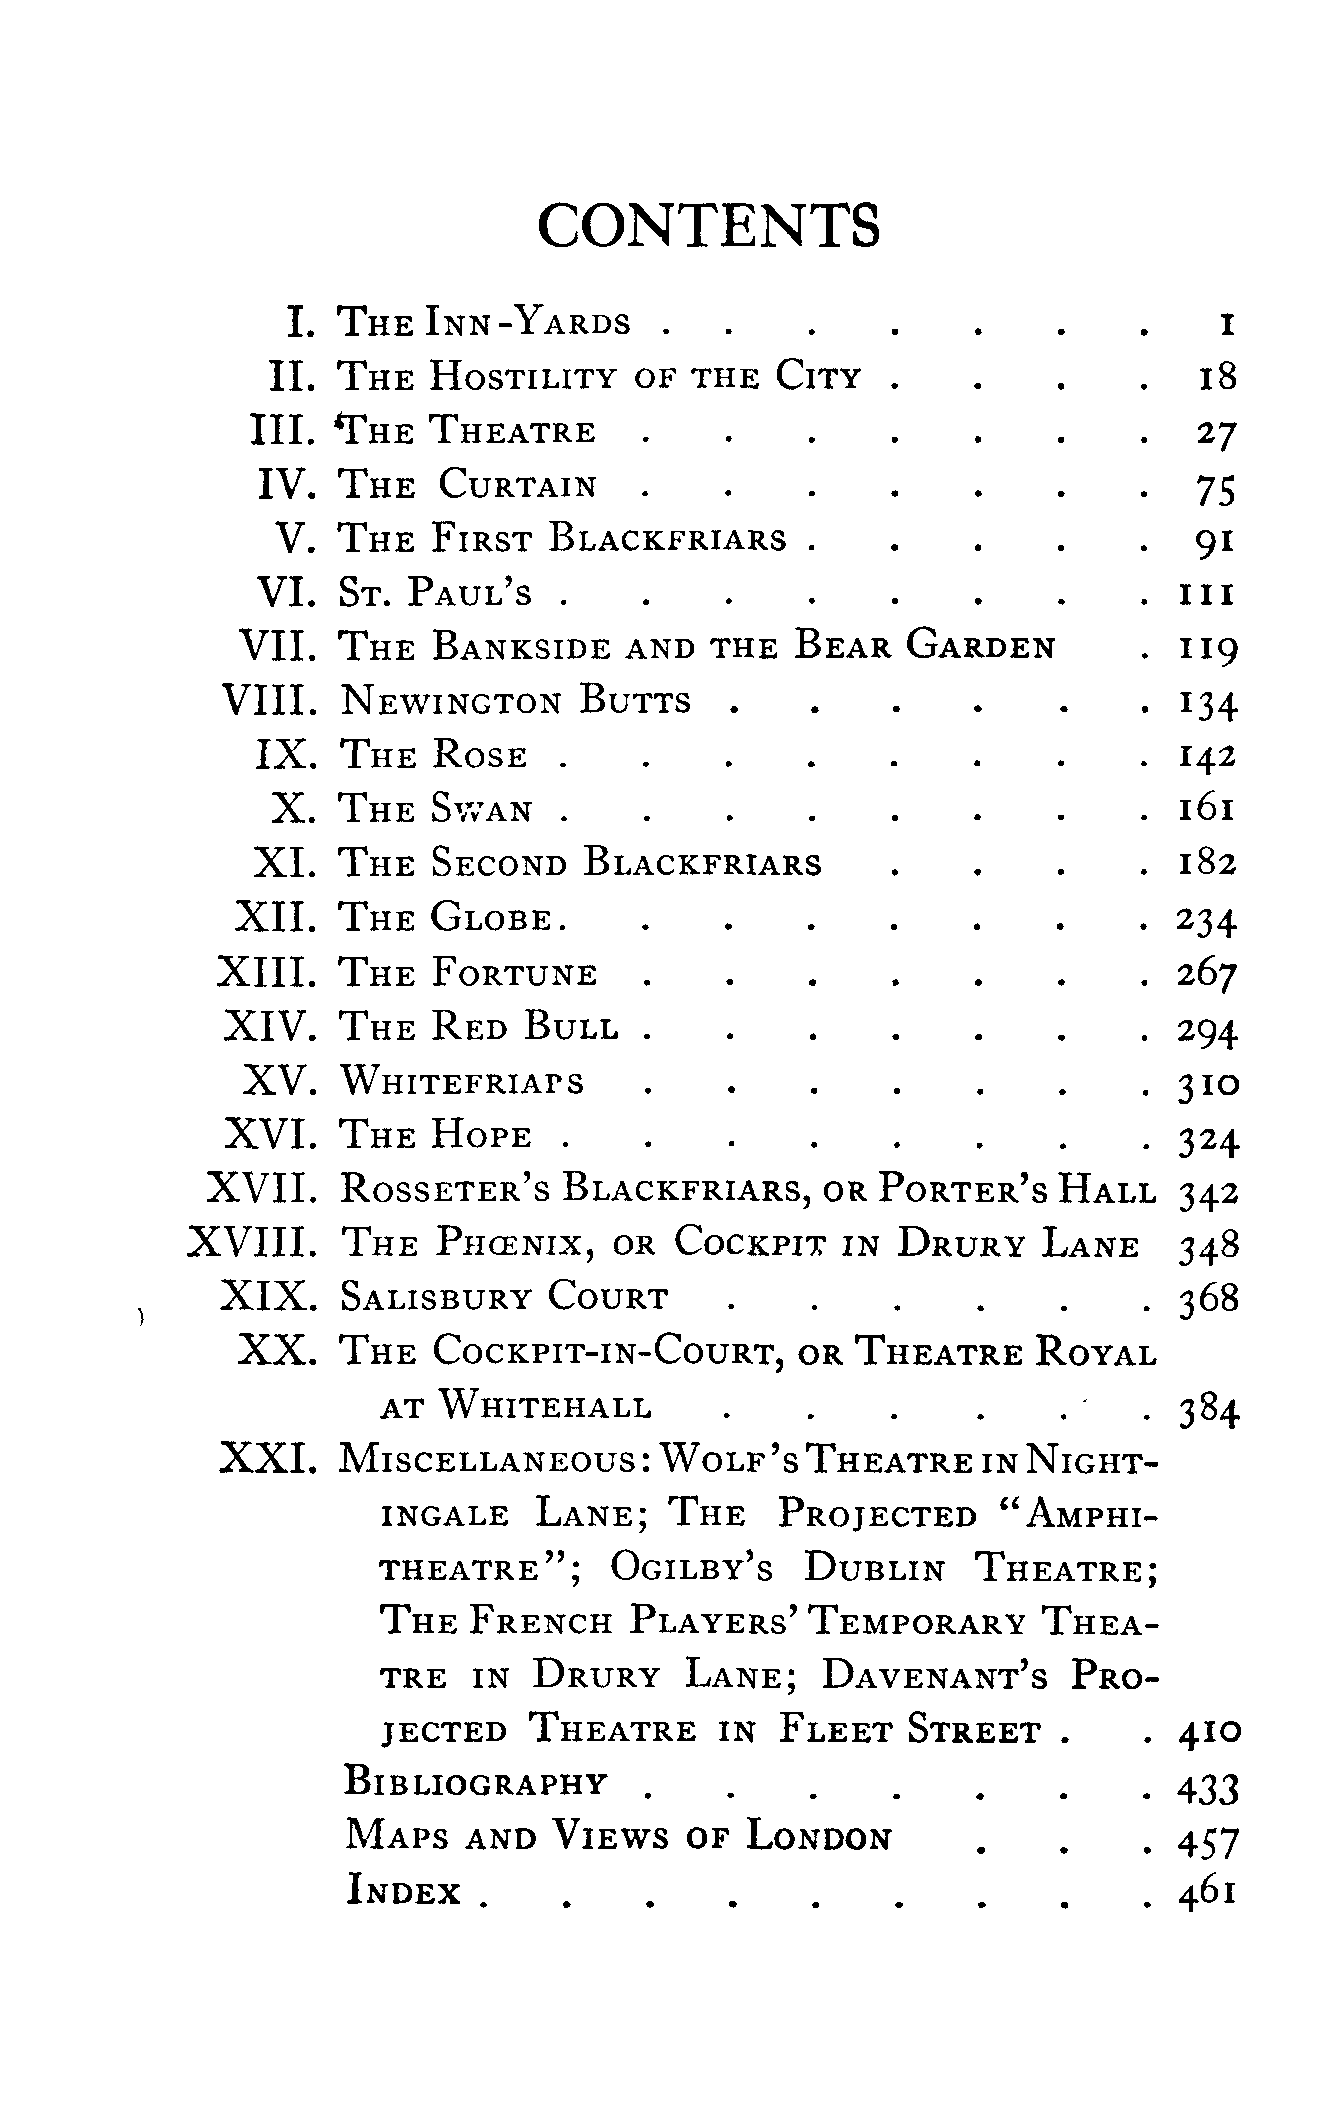 CONTENTS
I. The Inn-Yards . . . . . . . 1
II. The Hostility of the City . . . . 18
III. The Theatre . . . . . . . 27
IV. The Curtain . . . . . . . 75
V. The First Blackfriars . . . . . 91
VI. St. Paul's . . . . . . . . 111
VII. The Bankside and the Bear Garden . 119
VIII. Newington Butts . . . . . . 134
IX. The Rose . . . . . . . . 142
X. The Swan . . . . . . . . 161
XI. The Second Blackfriars . . . . 182
XII. The Globe . . . . . . . . 234
XIII. The Fortune . . . . . . . 267
XIV. The Red Bull . . . . . . . 294
XV. Whitefriars . . . . . . . 310
XVI. The Hope . . . . . . . . 324
XVII. Rosseter's Blackfriars, or Porter's Hall 342
XVIII. The Phœnix, or Cockpit in Drury Lane 348
XIX. Salisbury Court . . . . . . 368
XX. The Cockpit-in-Court, or Theatre Royal
at Whitehall . . . . . . 384
XXI. Miscellaneous: Wolf's Theatre in Night-
ingale Lane; The Projected "Amphi-
theatre"; Ogilby's Dublin Theatre;
The French Players' Temporary Thea-
tre in Drury Lane; Davenant's Pro-
jected Theatre in Fleet Street . . 410
Bibliography . . . . . . . 433
Maps and Views of London . . . 457
Index . . . . . . . . . 461